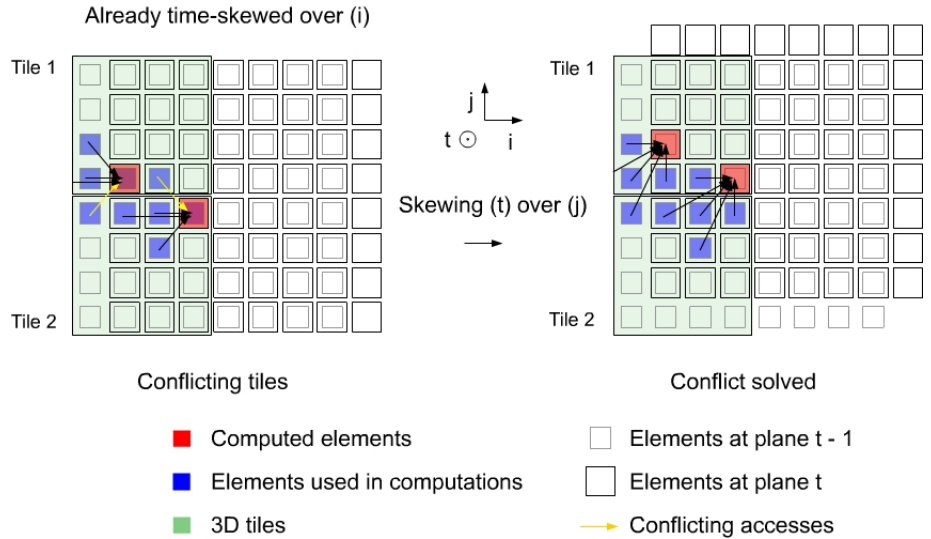 Already time-skewed over (i)
Tile 1
Tile 1
j
t
i
Skewing (t) over (j)
Tile 2
Tile 2
Conflicting tiles
Conflict solved
Computed elements
Elements at plane t - 1
Elements used in computations
Elements at plane t
3D tiles
Conflicting accesses